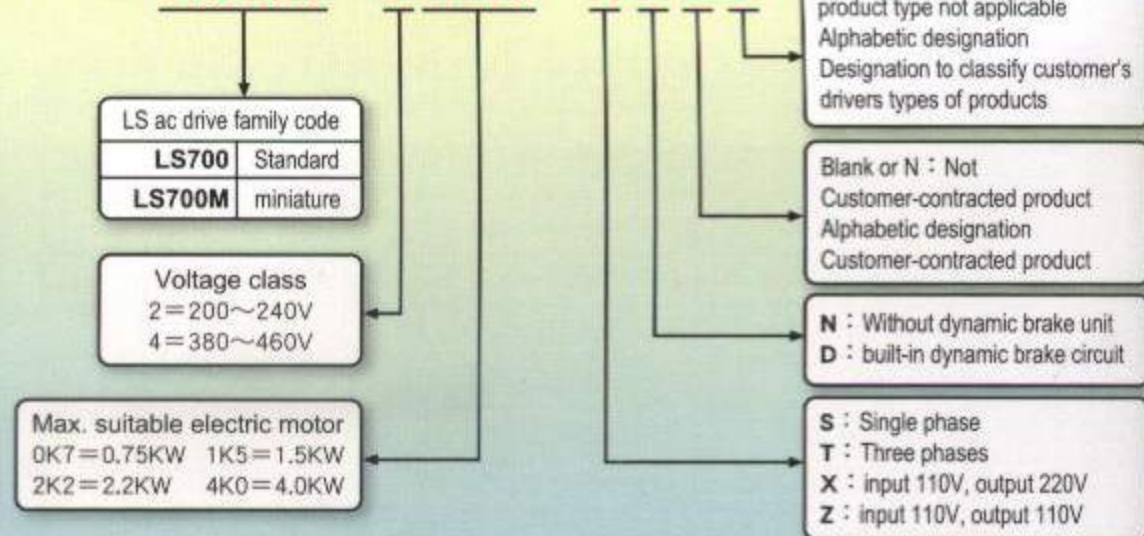 LS ac drive family code
LS700 Standard
LS700M miniature
Voltage class
2=200～240V
4=380～460V
Max. suitable electric motor
0K7=0.75KW 1K5=1.5KW
2K2=2.2KW 4K0=4.0KW
product type not applicable
Alphabetic designation
Designation to classify customer's
drivers types of products
Blank or N : Not
Customer-contracted product
Alphabetic designation
Customer-contracted product
N : Without dynamic brake unit
D : built-in dynamic brake circuit
S : Single phase
T : Three phases
X : input 110V, output 220V
Z : input 110V, output 110V